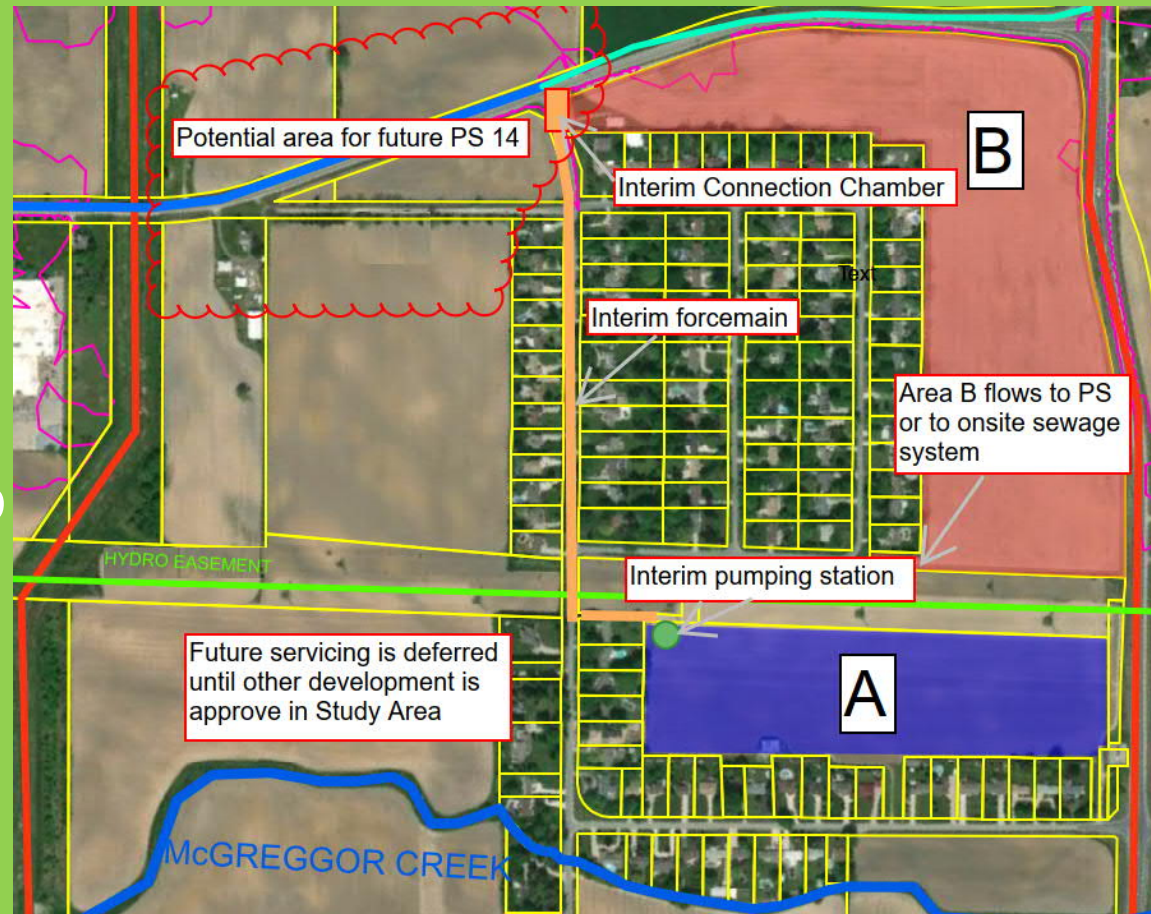 Potential area for future PS 14
B
Interim Connection Chamber
Text
Interim forcemain
Area B flows to PS
or to onsite sewage
system
HYDRO EASEMENT
Interim pumping station
Future servicing is deferred
until other development is
approve in Study Area
A
McGREGGOR CREEK